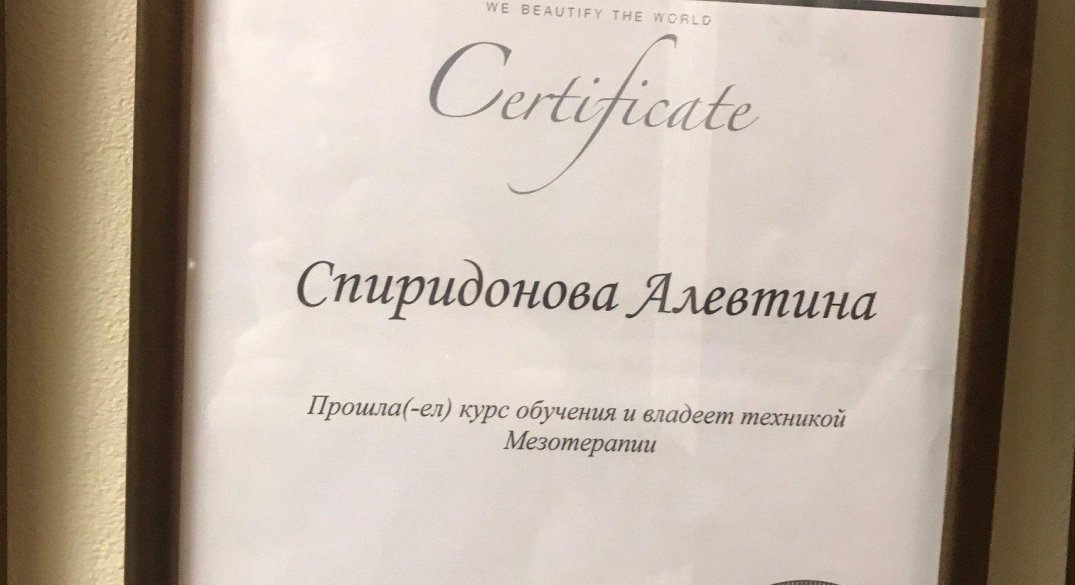 WE BEAUTIFY THE WORLD
Certificate
Спиридонова Алевтина
Прошла(-ел) курс обучения и владеет техникой
Мезотерапии